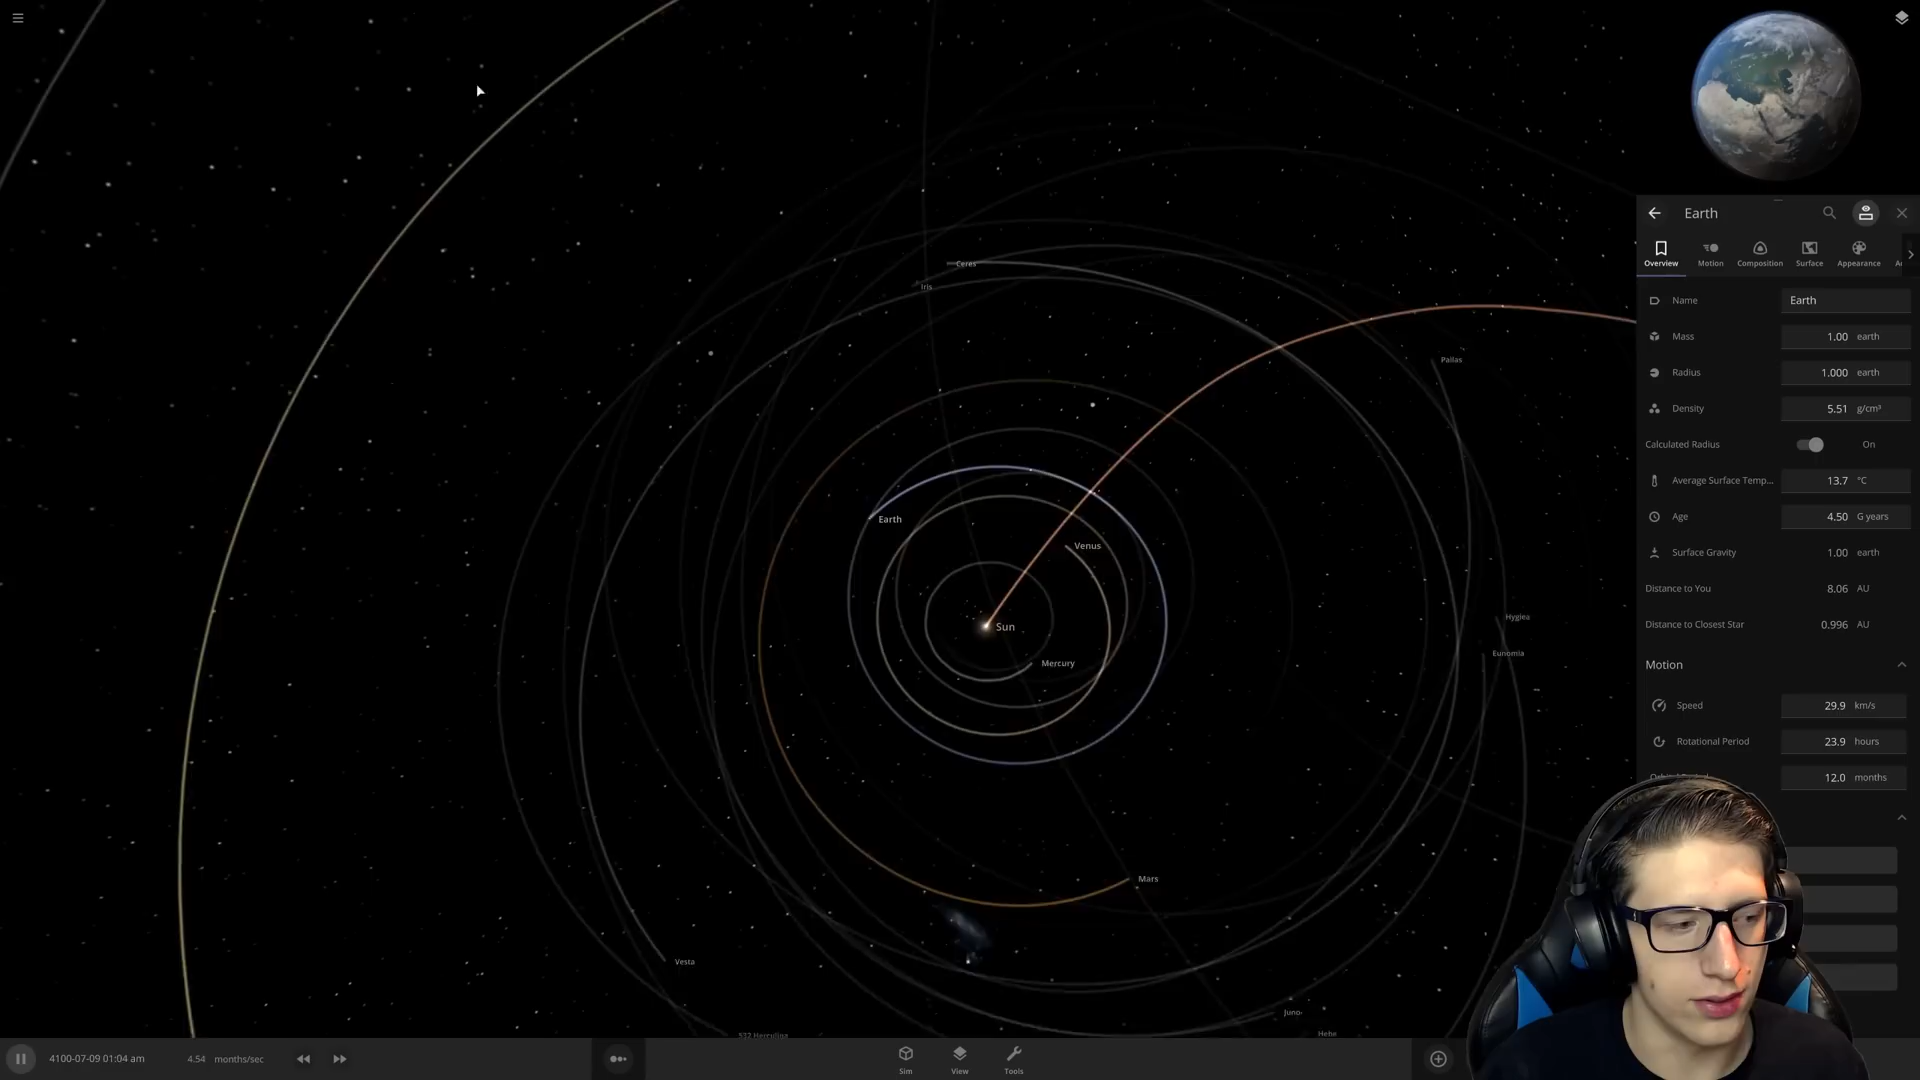 Earth
Overview
Motion
Composition
Surface
Appearance
Name
Earth
Mass
1.00 earth
Radius
1.000 earth
Density
5.51 g/cm³
Calculated Radius
On
Average Surface Temp...
13.7 °C
Age
4.50 G years
Surface Gravity
1.00 earth
Distance to You
8.06 AU
Distance to Closest Star
0.996 AU
Motion
Speed
29.9 km/s
Rotational Period
23.9 hours
12.0 months
Ceres
Iris
Pallas
Earth
Venus
Sun
Hygiea
Eunomia
Mercury
Mars
Vesta
Juno
Hebe
532 Herculina
4100-07-09 01:04 am
4.54 months/sec
Sim
View
Tools